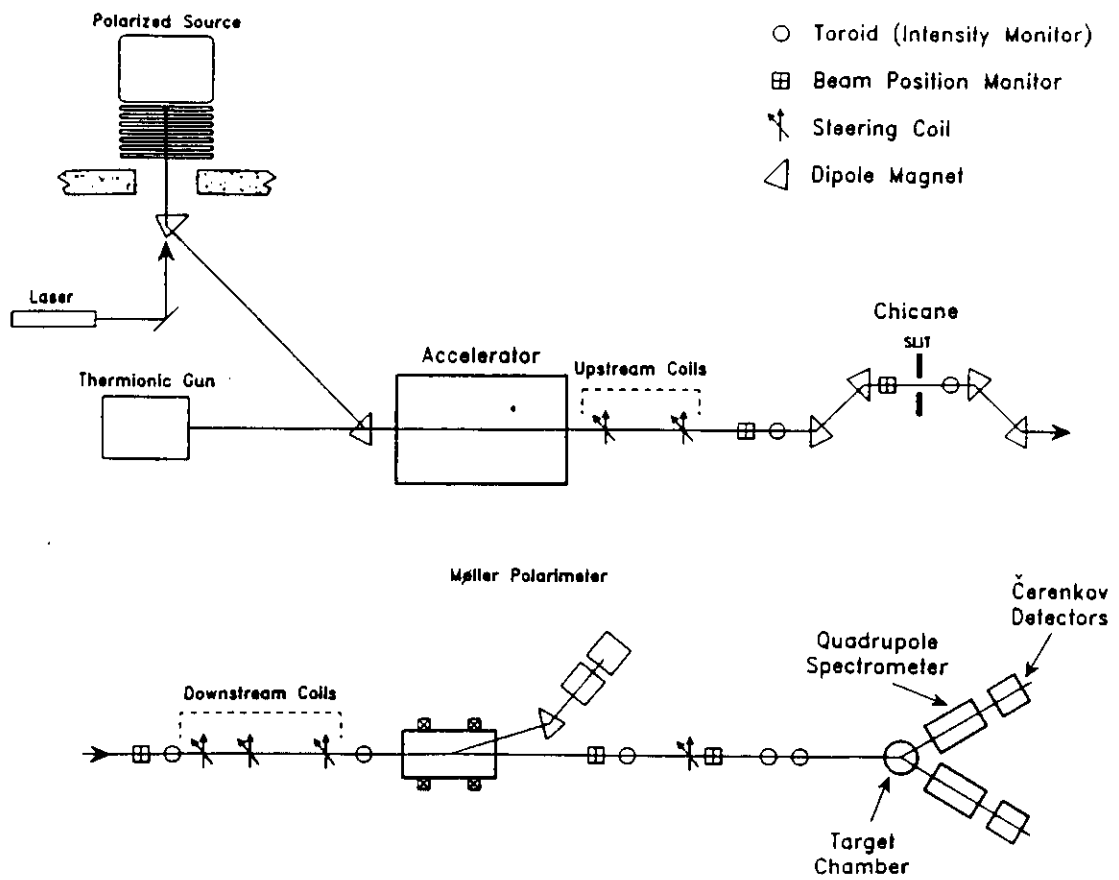 Polarized Source
Toroid (Intensity Monitor)
Beam Position Monitor
Steering Coil
Dipole Magnet
Laser
Thermionic Gun
Accelerator
Upstream Coils
Chicane
SLIT
Møller Polarimeter
Čerenkov
Detectors
Quadrupole
Spectrometer
Downstream Coils
Target
Chamber